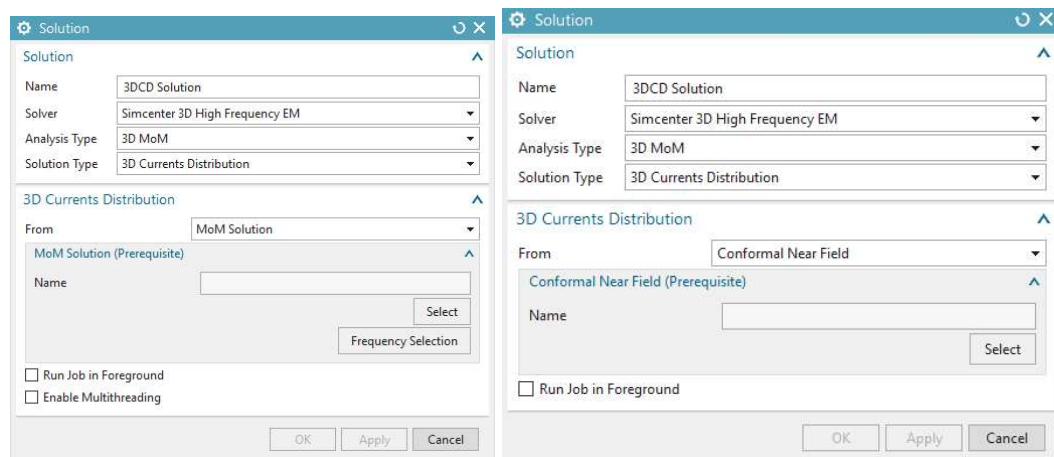 Solution
Solution
Name 3DCD Solution
Solver Simcenter 3D High Frequency EM
Analysis Type 3D MoM
Solution Type 3D Currents Distribution
3D Currents Distribution
From MoM Solution
MoM Solution (Prerequisite)
Name
Select
Frequency Selection
Run Job in Foreground
Enable Multithreading
OK Apply Cancel
Solution
Solution
Name 3DCD Solution
Solver Simcenter 3D High Frequency EM
Analysis Type 3D MoM
Solution Type 3D Currents Distribution
3D Currents Distribution
From Conformal Near Field
Conformal Near Field (Prerequisite)
Name
Select
Run Job in Foreground
OK Apply Cancel